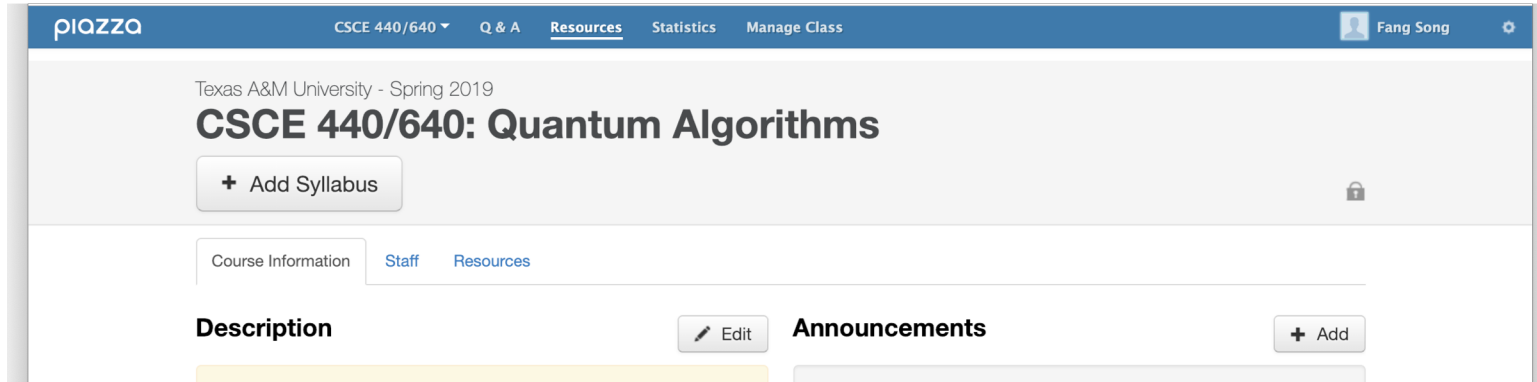 piazza CSCE 440/640 Q & A Resources Statistics Manage Class Fang Song
Texas A&M University - Spring 2019
CSCE 440/640: Quantum Algorithms
+ Add Syllabus
Course Information Staff Resources
Description Edit Announcements + Add